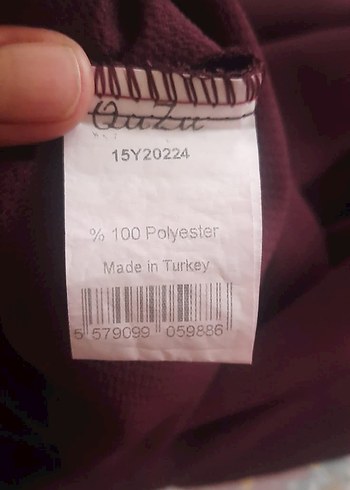 QuZu
15Y20224
% 100 Polyester
Made in Turkey
5 579099 059886